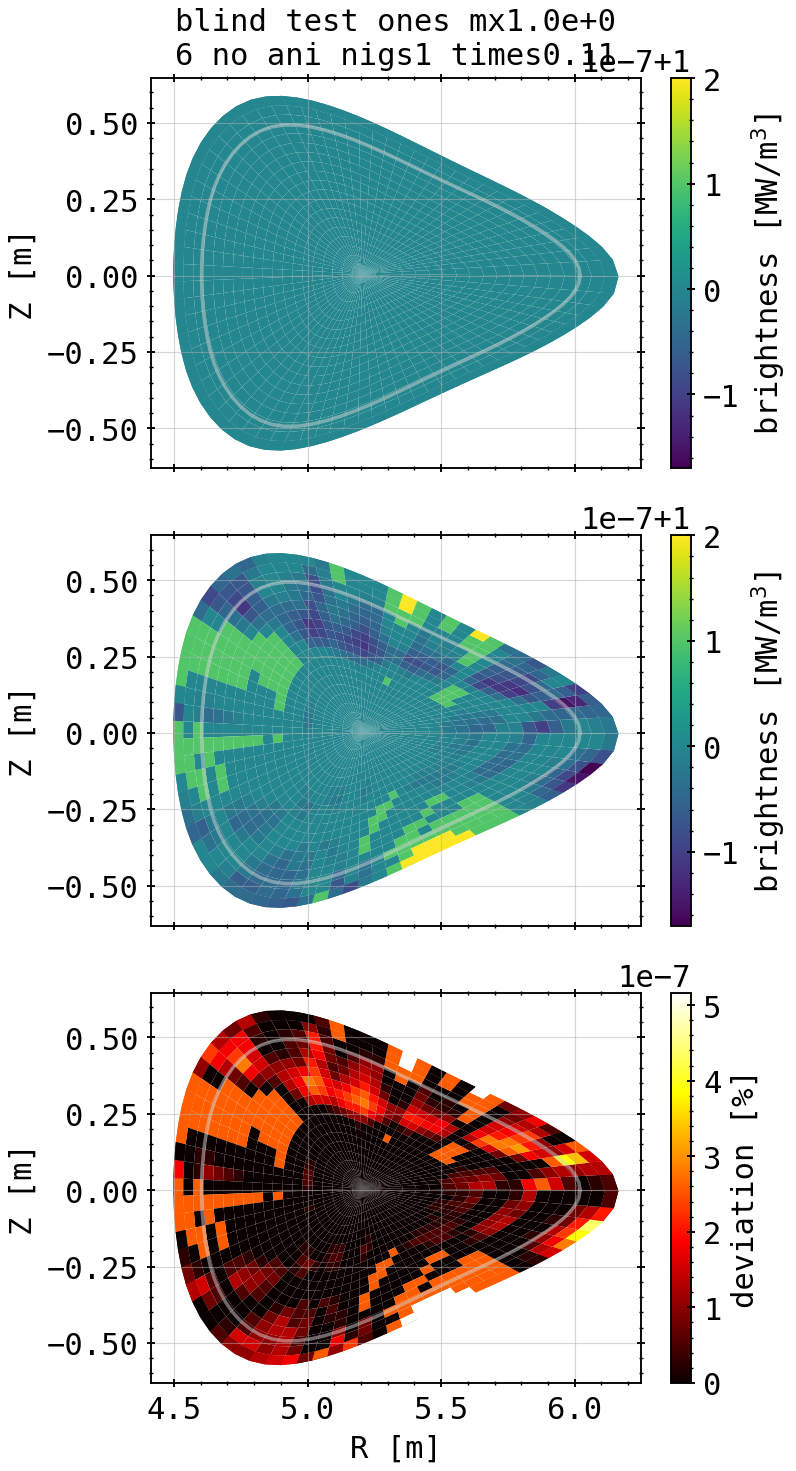 blind test ones mx1.0e+0
6 no ani nigs1 times0.11
1e−7+1
2
1
0
−1
brightness [MW/m³]
0.50
0.25
0.00
−0.25
−0.50
Z [m]
1e−7+1
2
1
0
−1
brightness [MW/m³]
0.50
0.25
0.00
−0.25
−0.50
Z [m]
1e−7
5
4
3
2
1
0
deviation [%]
0.50
0.25
0.00
−0.25
−0.50
Z [m]
4.5 5.0 5.5 6.0
R [m]